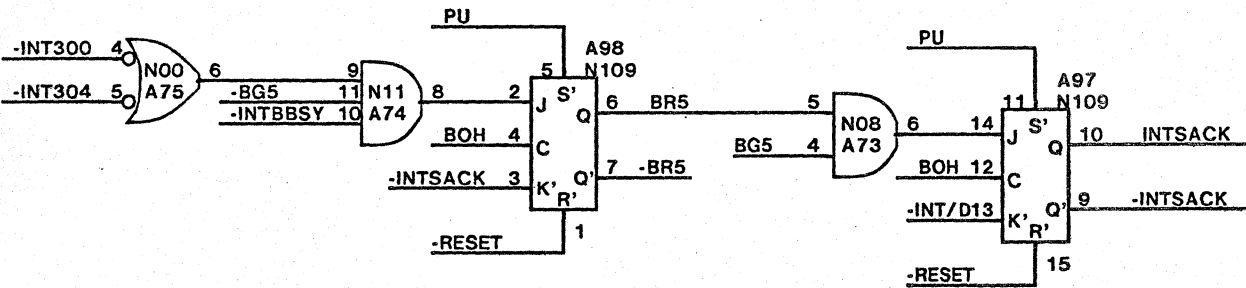 PU
A98
N109
-INT300 4
-INT304 5
N00
A75
6
-BG5
-INTBBSY
9
11
10
N11
A74
8
2
5
S'
J
Q
6
BR5
BOH 4
C
-INTSACK 3
K'
Q'
7
-BR5
R'
1
-RESET
PU
A97
N109
5
BG5 4
N08
A73
6
14
11
S'
J
Q
10
INTSACK
BOH 12
C
-INT/D13
K'
Q'
9
-INTSACK
R'
15
-RESET